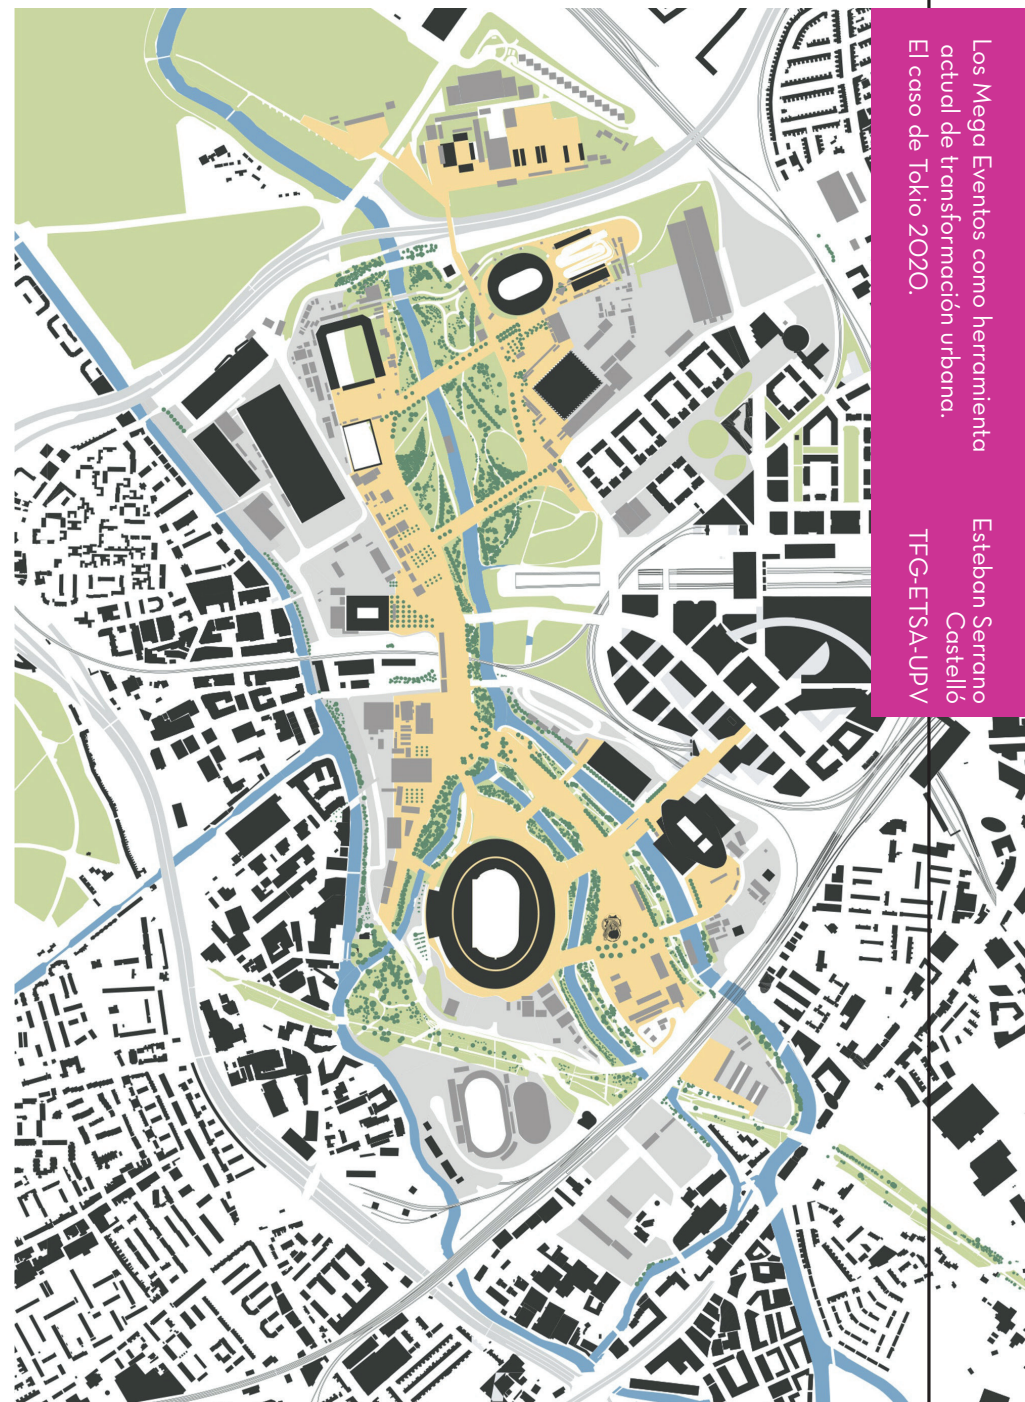 Los Mega Eventos como herramienta
actual de transformación urbana.
El caso de Tokio 2020.
Esteban Serrano
Castelló
TFG-ETSA-UPV